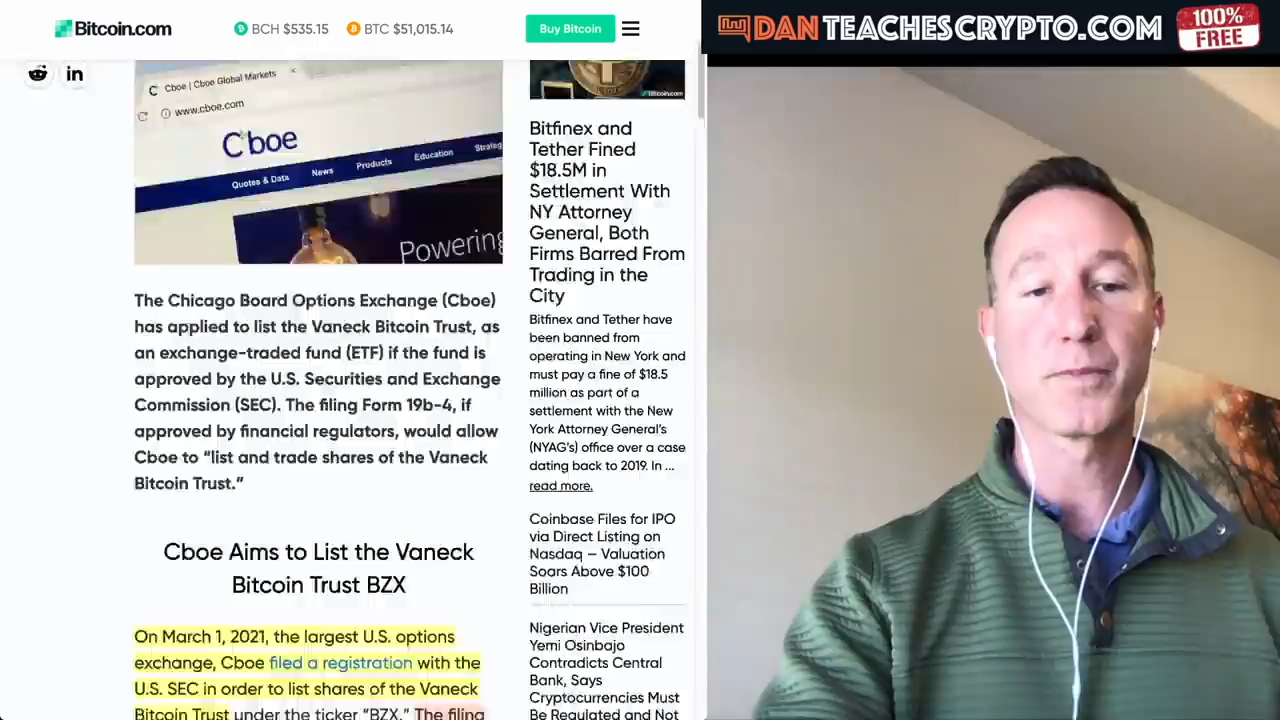 Bitcoin.com
BCH $535.15
BTC $51,015.14
Buy Bitcoin
DANTEACHESCRYPTO.COM
100%
FREE
Cboe | Cboe Global Markets
www.cboe.com
Cboe
Quotes & Data
News
Products
Education
Strateg
Powering
The Chicago Board Options Exchange (Cboe)
has applied to list the Vaneck Bitcoin Trust, as
an exchange-traded fund (ETF) if the fund is
approved by the U.S. Securities and Exchange
Commission (SEC). The filing Form 19b-4, if
approved by financial regulators, would allow
Cboe to “list and trade shares of the Vaneck
Bitcoin Trust.”
Cboe Aims to List the Vaneck
Bitcoin Trust BZX
On March 1, 2021, the largest U.S. options
exchange, Cboe filed a registration with the
U.S. SEC in order to list shares of the Vaneck
Bitcoin Trust under the ticker “BZX.” The filing
Bitcoin.com
Bitfinex and
Tether Fined
$18.5M in
Settlement With
NY Attorney
General, Both
Firms Barred From
Trading in the
City
Bitfinex and Tether have
been banned from
operating in New York and
must pay a fine of $18.5
million as part of a
settlement with the New
York Attorney General’s
(NYAG’s) office over a case
dating back to 2019. In ...
read more.
Coinbase Files for IPO
via Direct Listing on
Nasdaq – Valuation
Soars Above $100
Billion
Nigerian Vice President
Yemi Osinbajo
Contradicts Central
Bank, Says
Cryptocurrencies Must
Be Regulated and Not